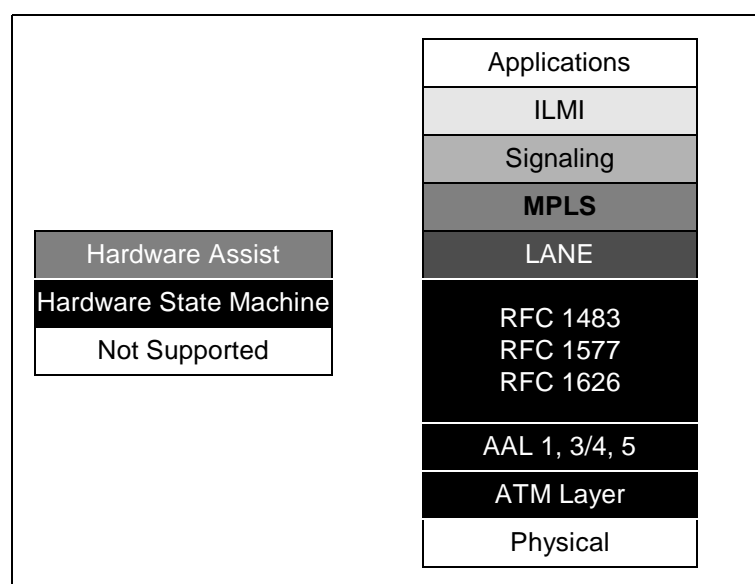 Hardware Assist
Hardware State Machine
Not Supported
Applications
ILMI
Signaling
MPLS
LANE
RFC 1483
RFC 1577
RFC 1626
AAL 1, 3/4, 5
ATM Layer
Physical